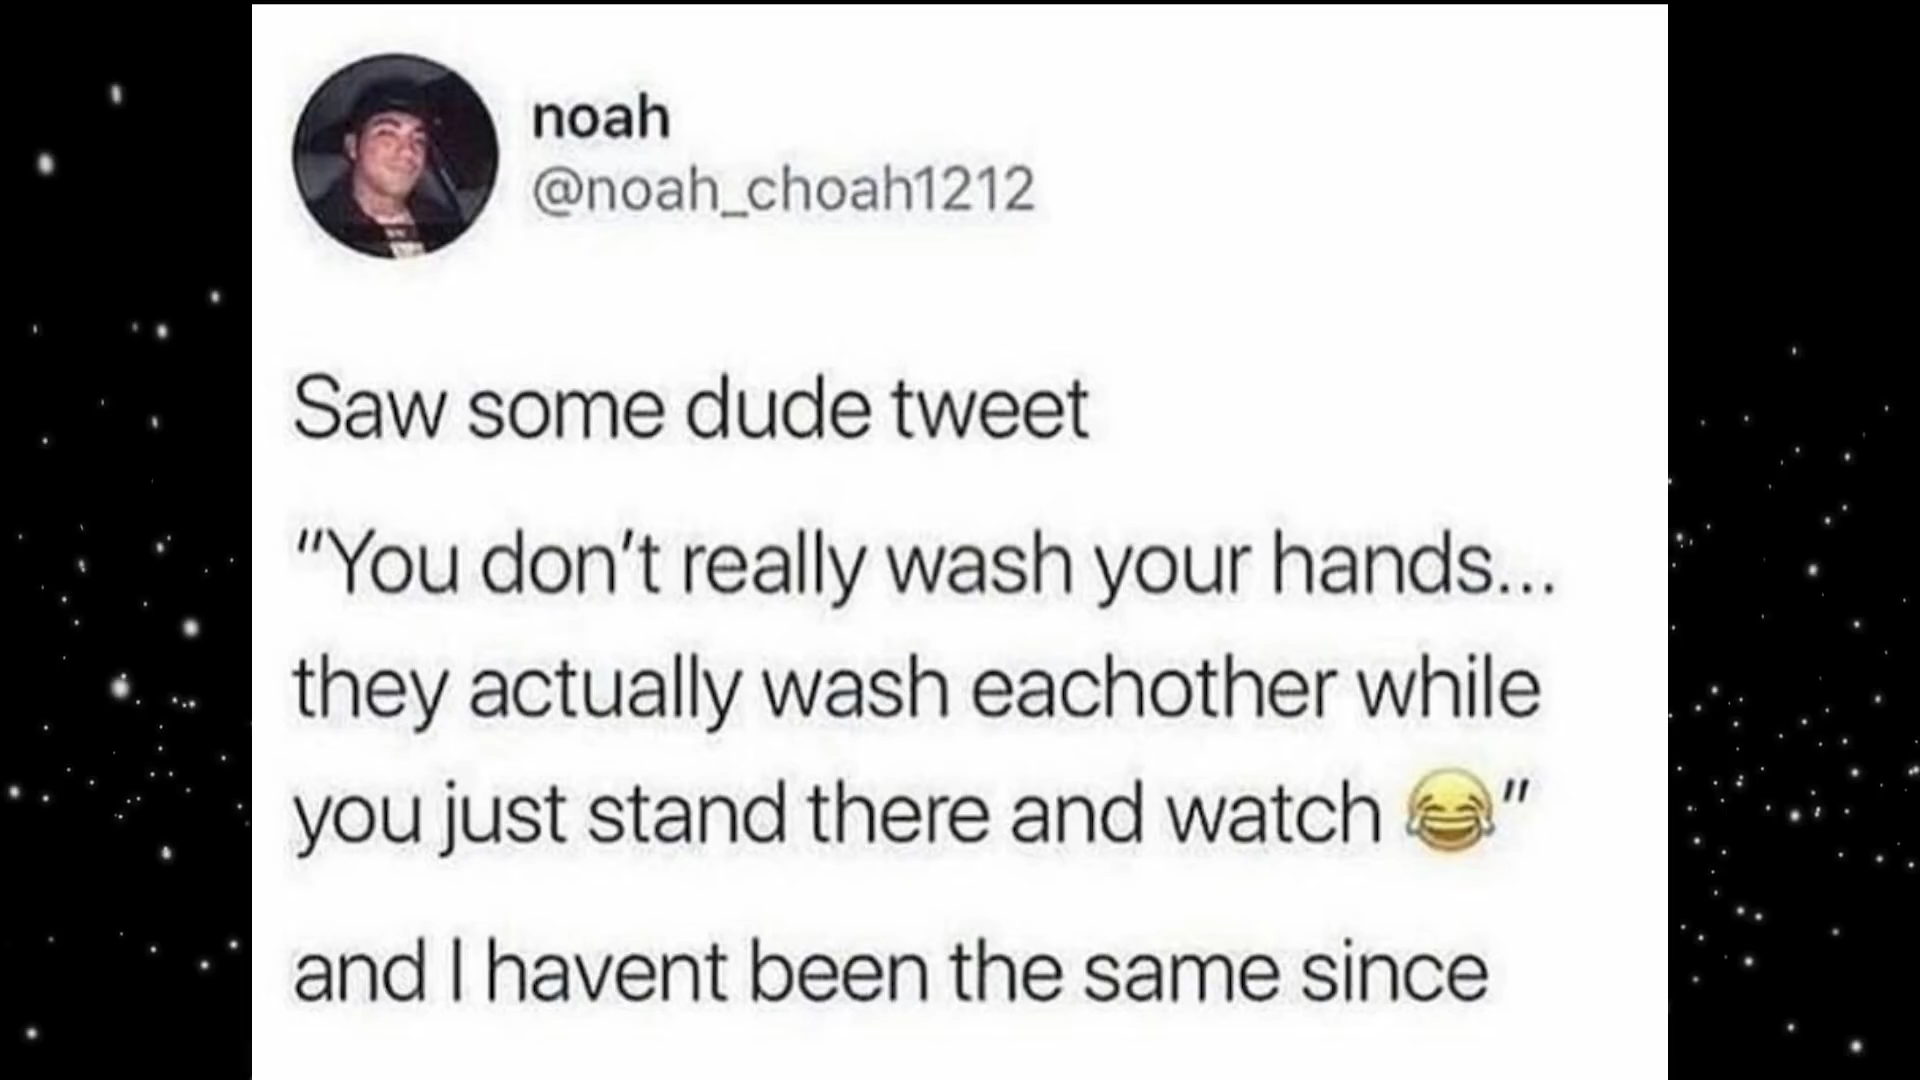 noah
@noah_choah1212
Saw some dude tweet
“You don’t really wash your hands...
they actually wash eachother while
you just stand there and watch 😂”
and I havent been the same since